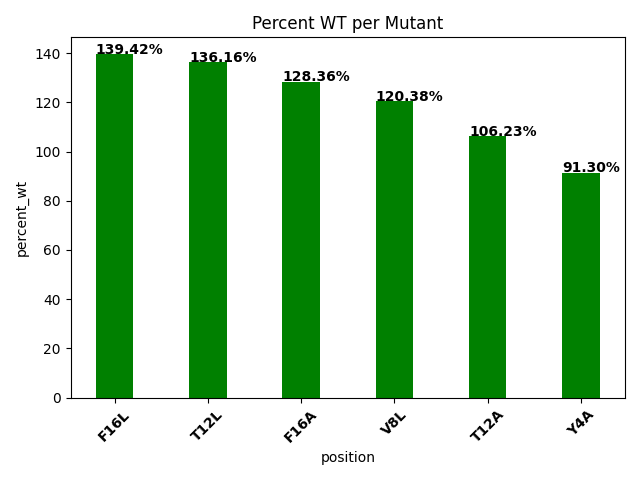 Percent WT per Mutant
percent_wt
140
120
100
80
60
40
20
0
139.42%
136.16%
128.36%
120.38%
106.23%
91.30%
F16L
T12L
F16A
V8L
T12A
Y4A
position